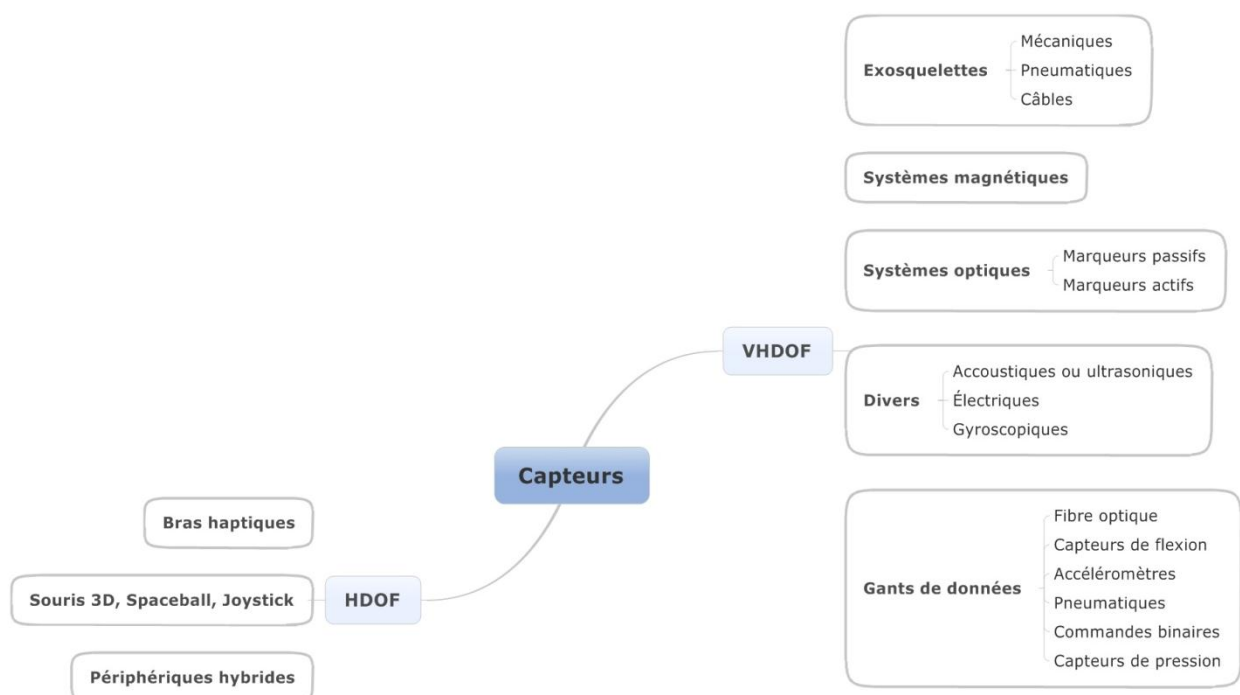 Exosquelettes
Mécaniques
Pneumatiques
Câbles
Systèmes magnétiques
Systèmes optiques
Marqueurs passifs
Marqueurs actifs
VHDOF
Divers
Accoustiques ou ultrasoniques
Électriques
Gyroscopiques
Capteurs
Bras haptiques
Souris 3D, Spaceball, Joystick
HDOF
Périphériques hybrides
Gants de données
Fibre optique
Capteurs de flexion
Accéléromètres
Pneumatiques
Commandes binaires
Capteurs de pression